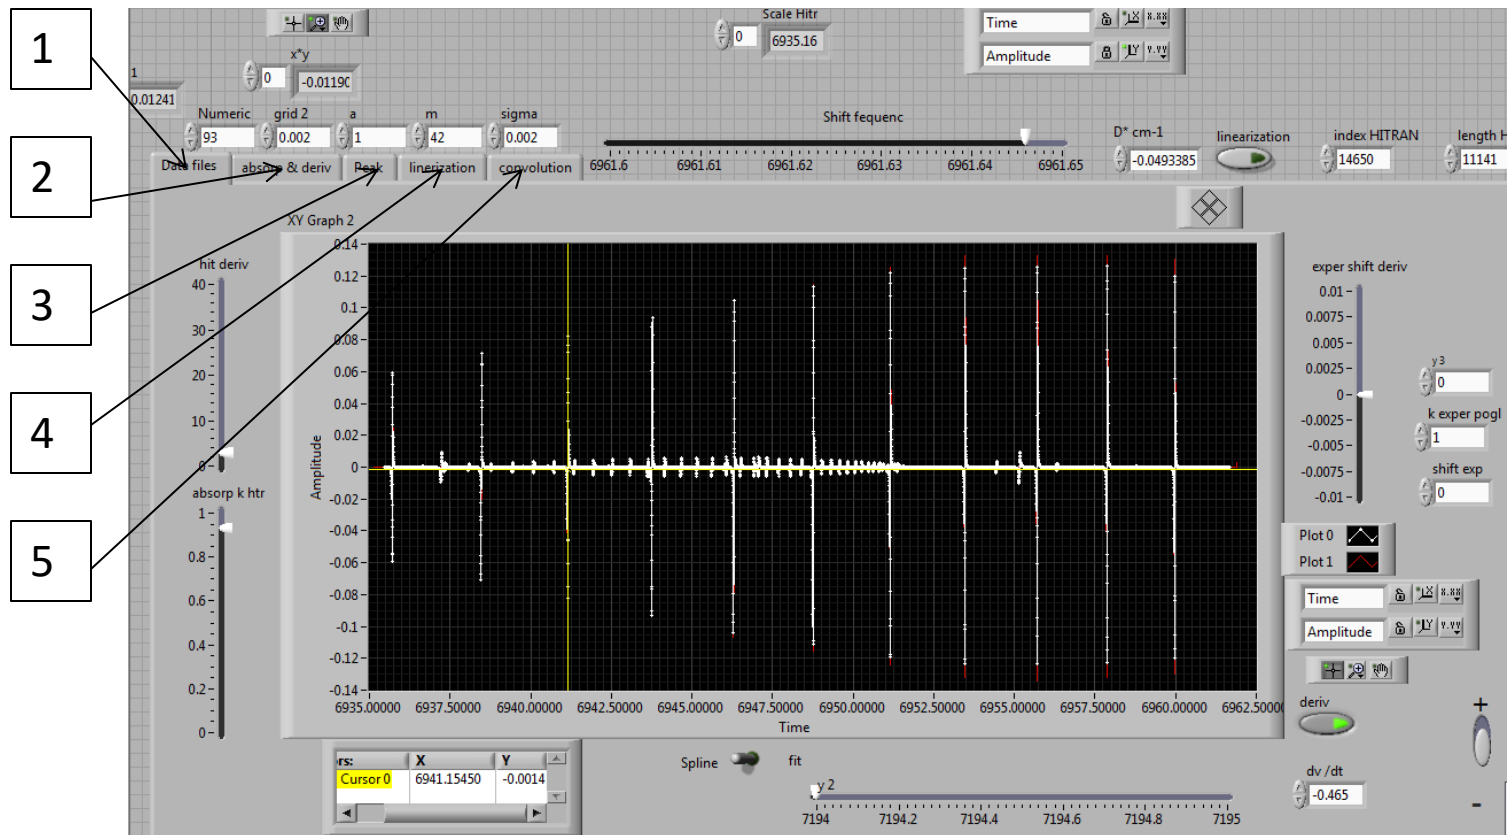 1
2
3
4
5
Scale Hitr
0
6935.16
Time
Amplitude
x*y
0
-0.0119
1
0.01241
Numeric
93
grid 2
0.002
a
1
m
42
sigma
0.002
Shift fequenc
6961.6 6961.61 6961.62 6961.63 6961.64 6961.65
D* cm-1
-0.0493385
linearization
index HITRAN
14650
length H
11141
Data files
absorp & deriv
Peak
linerization
convolution
XY Graph 2
hit deriv
40
30
20
10
0
absorp k htr
1
0.8
0.6
0.4
0.2
0
Amplitude
0.14
0.12
0.1
0.08
0.06
0.04
0.02
0
-0.02
-0.04
-0.06
-0.08
-0.1
-0.12
-0.14
6935.00000 6937.50000 6940.00000 6942.50000 6945.00000 6947.50000 6950.00000 6952.50000 6955.00000 6957.50000 6960.00000 6962.50000
Time
exper shift deriv
0.01
0.0075
0.005
0.0025
0
-0.0025
-0.005
-0.0075
-0.01
y3
0
k exper pogl
1
shift exp
0
Plot 0
Plot 1
Time
Amplitude
deriv
dv /dt
-0.465
+
-
rs: X Y
Cursor 0 6941.15450 -0.0014
Spline fit
y 2
7194 7194.2 7194.4 7194.6 7194.8 7195